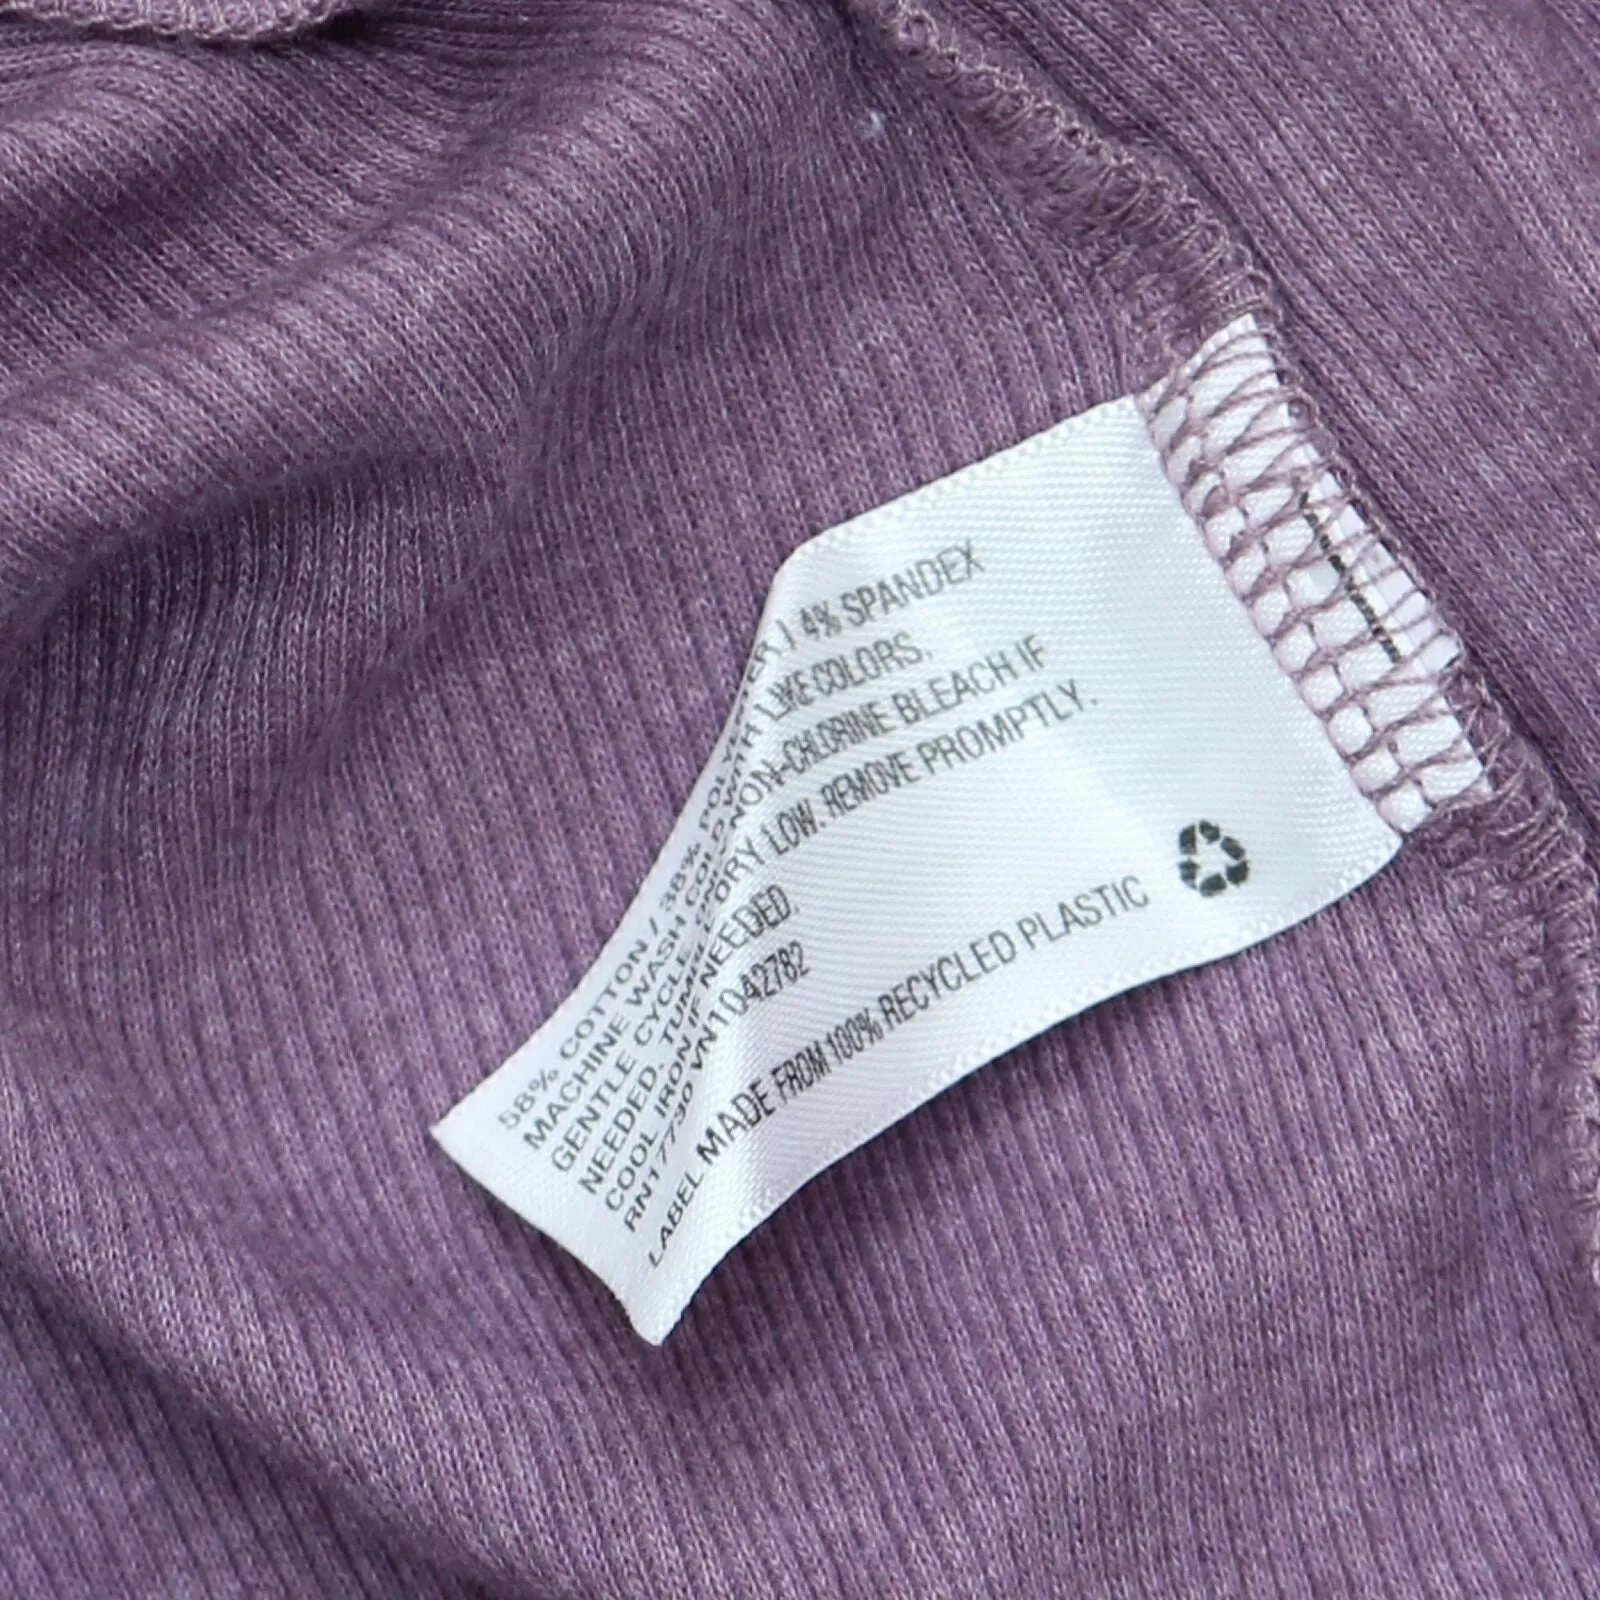 58% COTTON / 38% POLYESTER / 4% SPANDEX
MACHINE WASH COLD WITH LIKE COLORS,
GENTLE CYCLE. ONLY NON-CHLORINE BLEACH IF
NEEDED. TUMBLE DRY LOW. REMOVE PROMPTLY.
COOL IRON IF NEEDED.
RN17730 VN1042782
LABEL MADE FROM 100% RECYCLED PLASTIC